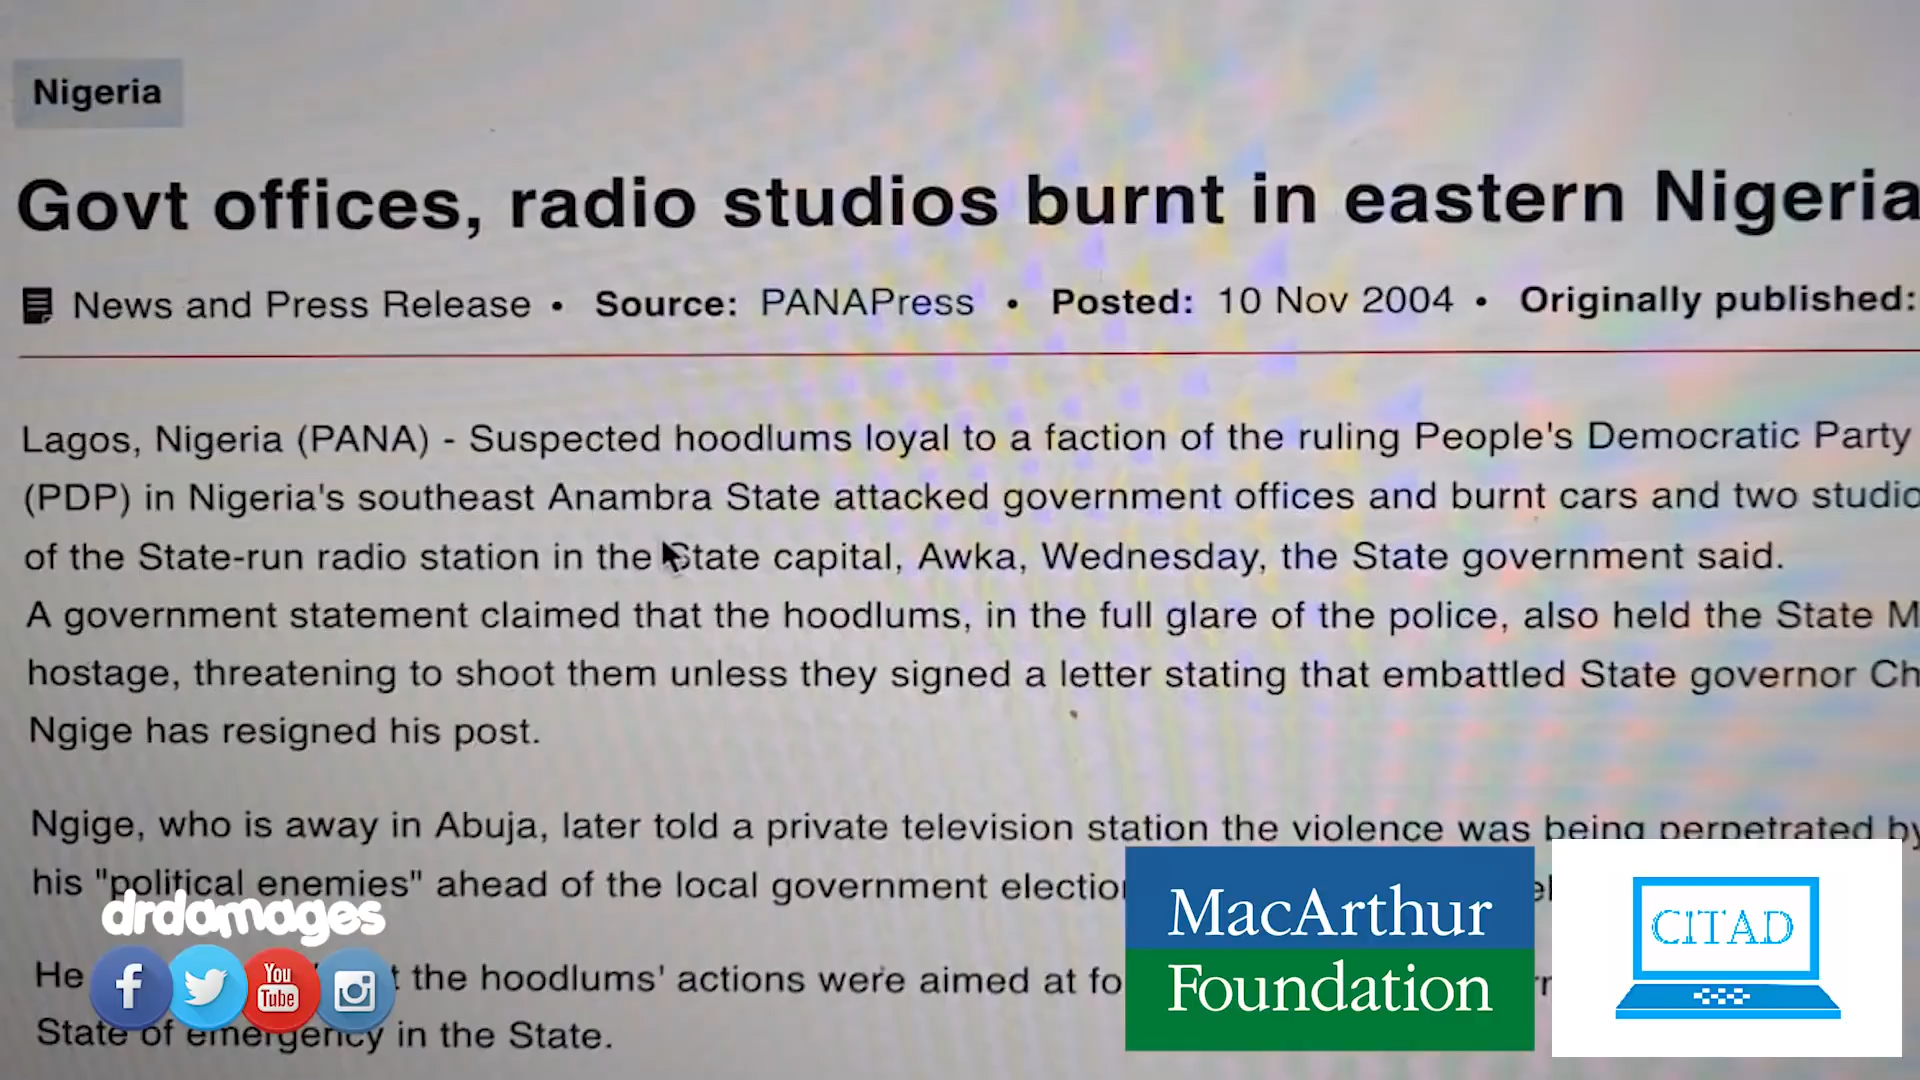 Nigeria
Govt offices, radio studios burnt in eastern Nigeria
News and Press Release • Source: PANAPress • Posted: 10 Nov 2004 • Originally published:
Lagos, Nigeria (PANA) - Suspected hoodlums loyal to a faction of the ruling People's Democratic Party
(PDP) in Nigeria's southeast Anambra State attacked government offices and burnt cars and two
of the State-run radio station in the State capital, Awka, Wednesday, the State government said.
A government statement claimed that the hoodlums, in the full glare of the police, also held the State
hostage, threatening to shoot them unless they signed a letter stating that embattled State governor
Ngige has resigned his post.
Ngige, who is away in Abuja, later told a private television station the violence was being perpetrated by
his "political enemies" ahead of the local government
He the hoodlums' actions were aimed at
State of emergency in the State.
drdamages
f
You
Tube
MacArthur
Foundation
CITAD